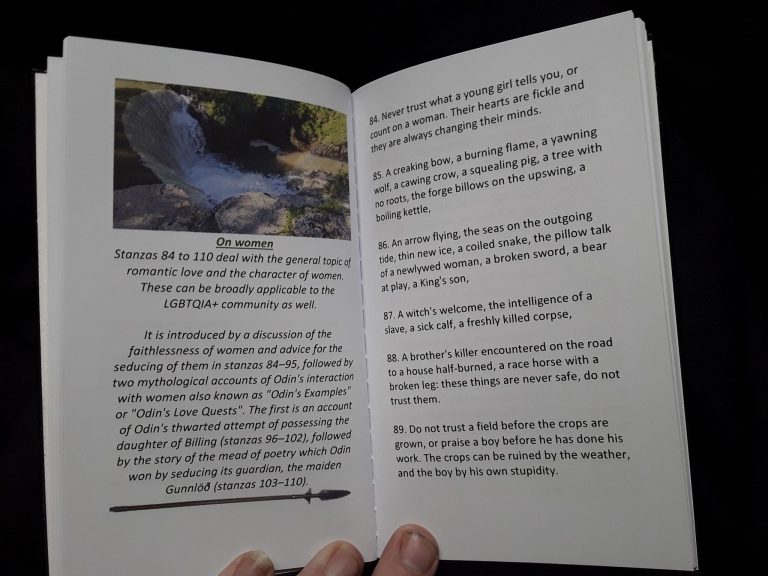 On women
Stanzas 84 to 110 deal with the general topic of
romantic love and the character of women.
These can be broadly applicable to the
LGBTQIA+ community as well.
It is introduced by a discussion of the
faithlessness of women and advice for the
seducing of them in stanzas 84–95, followed by
two mythological accounts of Odin's interaction
with women also known as "Odin's Examples"
or "Odin's Love Quests". The first is an account
of Odin's thwarted attempt of possessing the
daughter of Billing (stanzas 96–102), followed
by the story of the mead of poetry which Odin
won by seducing its guardian, the maiden
Gunnlöð (stanzas 103–110).
84. Never trust what a young girl tells you, or
count on a woman. Their hearts are fickle and
they are always changing their minds.
85. A creaking bow, a burning flame, a yawning
wolf, a cawing crow, a squealing pig, a tree with
no roots, the forge billows on the upswing, a
boiling kettle,
86. An arrow flying, the seas on the outgoing
tide, thin new ice, a coiled snake, the pillow talk
of a newlywed woman, a broken sword, a bear
at play, a King's son,
87. A witch's welcome, the intelligence of a
slave, a sick calf, a freshly killed corpse,
88. A brother's killer encountered on the road
to a house half-burned, a race horse with a
broken leg: these things are never safe, do not
trust them.
89. Do not trust a field before the crops are
grown, or praise a boy before he has done his
work. The crops can be ruined by the weather,
and the boy by his own stupidity.